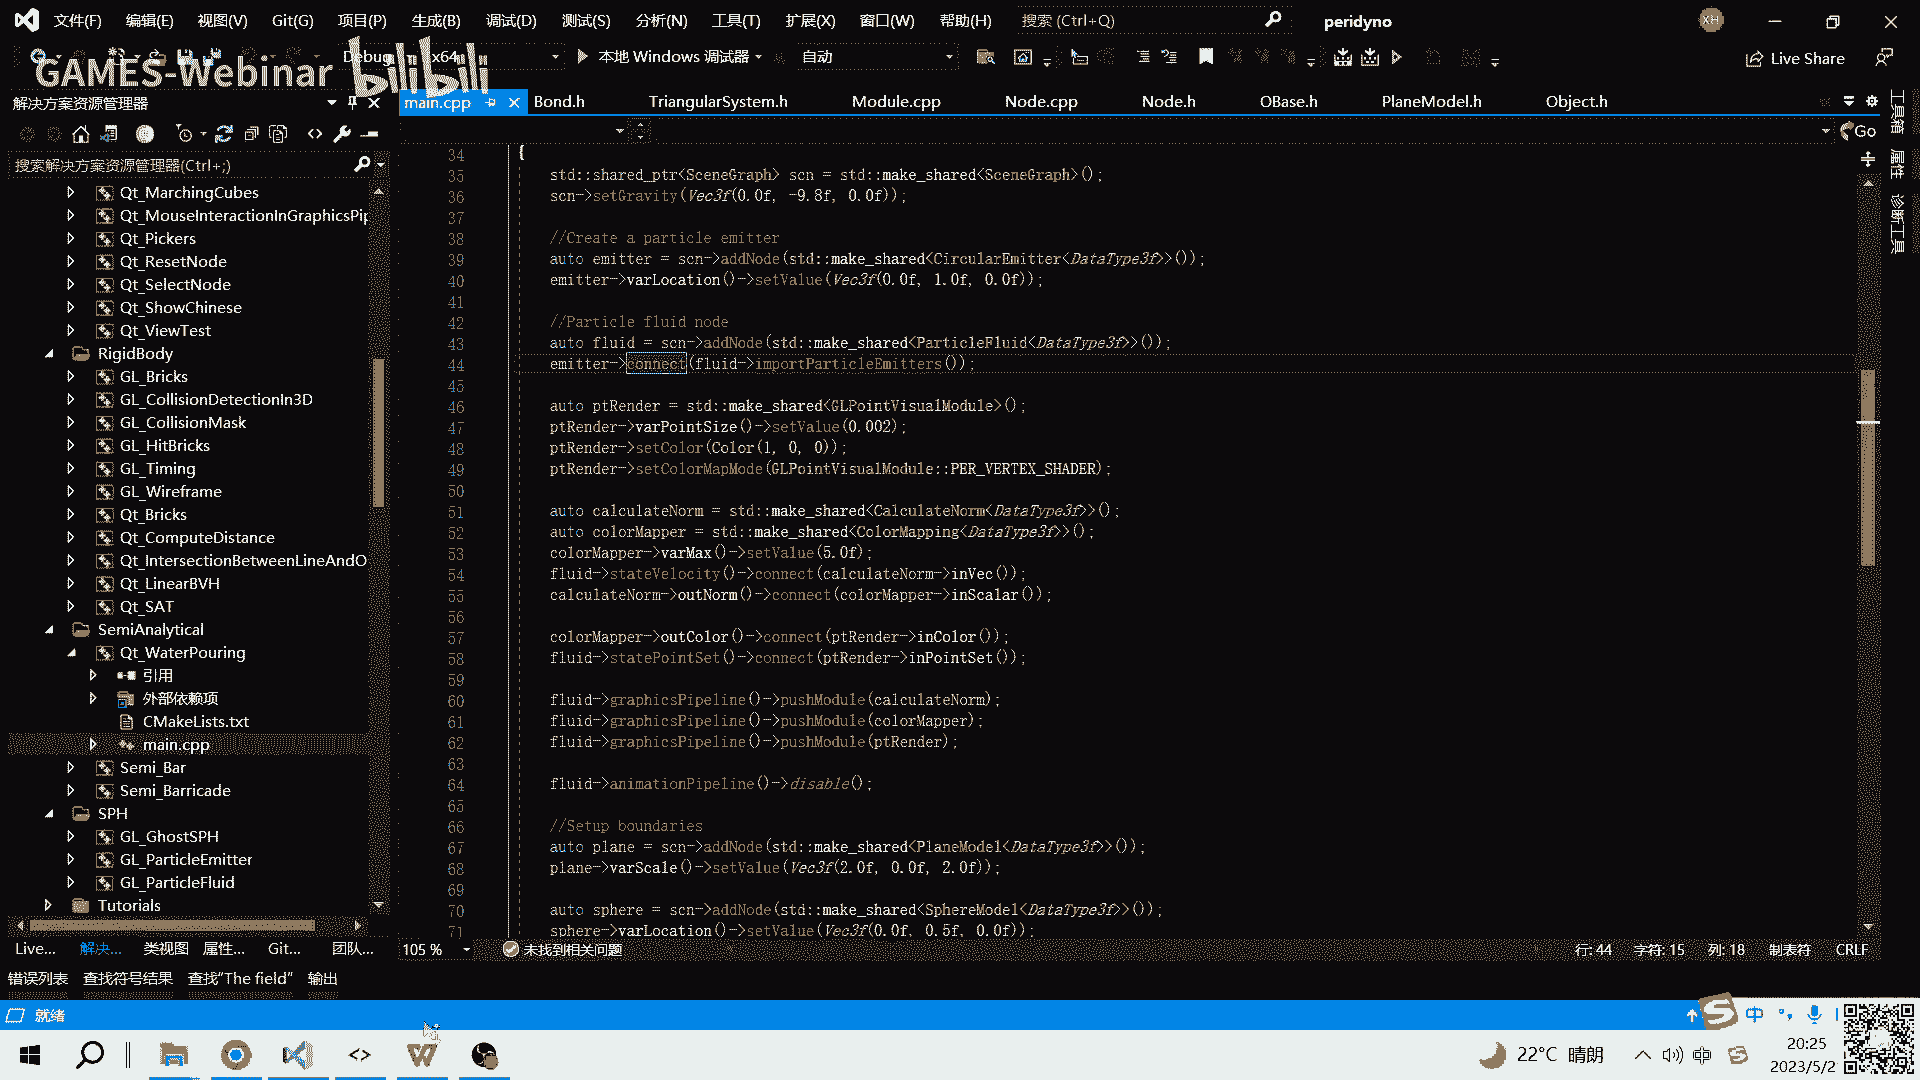 文件(F) 编辑(E) 视图(V) Git(G) 项目(P) 生成(B) 调试(D) 测试(S) 分析(N) 工具(T) 扩展(X) 窗口(W) 帮助(H) 搜索 (Ctrl+Q) peridyno XH
Debug x64 本地 Windows 调试器 自动 Live Share
GAMES-Webinar bilibili
解决方案资源管理器
main.cpp Bond.h TriangularSystem.h Module.cpp Node.cpp Node.h OBase.h PlaneModel.h Object.h
Go
搜索解决方案资源管理器(Ctrl+;)
Qt_MarchingCubes
Qt_MouseInteractionInGraphicsPip
Qt_Pickers
Qt_ResetNode
Qt_SelectNode
Qt_ShowChinese
Qt_ViewTest
RigidBody
GL_Bricks
GL_CollisionDetectionIn3D
GL_CollisionMask
GL_HitBricks
GL_Timing
GL_Wireframe
Qt_Bricks
Qt_ComputeDistance
Qt_IntersectionBetweenLineAndO
Qt_LinearBVH
Qt_SAT
SemiAnalytical
Qt_WaterPouring
引用
外部依赖项
CMakeLists.txt
main.cpp
Semi_Bar
Semi_Barricade
SPH
GL_GhostSPH
GL_ParticleEmitter
GL_ParticleFluid
Tutorials
Live... 解决... 类视图 属性... Git... 团队...
34 {
35 std::shared_ptr<SceneGraph> scn = std::make_shared<SceneGraph>();
36 scn->setGravity(Vec3f(0.0f, -9.8f, 0.0f));
37
38 //Create a particle emitter
39 auto emitter = scn->addNode(std::make_shared<CircularEmitter<DataType3f>>());
40 emitter->varLocation()->setValue(Vec3f(0.0f, 1.0f, 0.0f));
41
42 //Particle fluid node
43 auto fluid = scn->addNode(std::make_shared<ParticleFluid<DataType3f>>());
44 emitter->connect(fluid->importParticleEmitters());
45
46 auto ptRender = std::make_shared<GLPointVisualModule>();
47 ptRender->varPointSize()->setValue(0.002);
48 ptRender->setColor(Color(1, 0, 0));
49 ptRender->setColorMapMode(GLPointVisualModule::PER_VERTEX_SHADER);
50
51 auto calculateNorm = std::make_shared<CalculateNorm<DataType3f>>();
52 auto colorMapper = std::make_shared<ColorMapping<DataType3f>>();
53 colorMapper->varMax()->setValue(5.0f);
54 fluid->stateVelocity()->connect(calculateNorm->inVec());
55 calculateNorm->outNorm()->connect(colorMapper->inScalar());
56
57 colorMapper->outColor()->connect(ptRender->inColor());
58 fluid->statePointSet()->connect(ptRender->inPointSet());
59
60 fluid->graphicsPipeline()->pushModule(calculateNorm);
61 fluid->graphicsPipeline()->pushModule(colorMapper);
62 fluid->graphicsPipeline()->pushModule(ptRender);
63
64 fluid->animationPipeline()->disable();
65
66 //Setup boundaries
67 auto plane = scn->addNode(std::make_shared<PlaneModel<DataType3f>>());
68 plane->varScale()->setValue(Vec3f(2.0f, 0.0f, 2.0f));
69
70 auto sphere = scn->addNode(std::make_shared<SphereModel<DataType3f>>());
71 sphere->varLocation()->setValue(Vec3f(0.0f, 0.5f, 0.0f));
工具箱
属性
诊断工具
105 % 未找到相关问题 行: 44 字符: 15 列: 18 制表符 CRLF
错误列表 查找符号结果 查找"The field" 输出
就绪 中
22°C 晴朗 中 20:25
2023/5/2